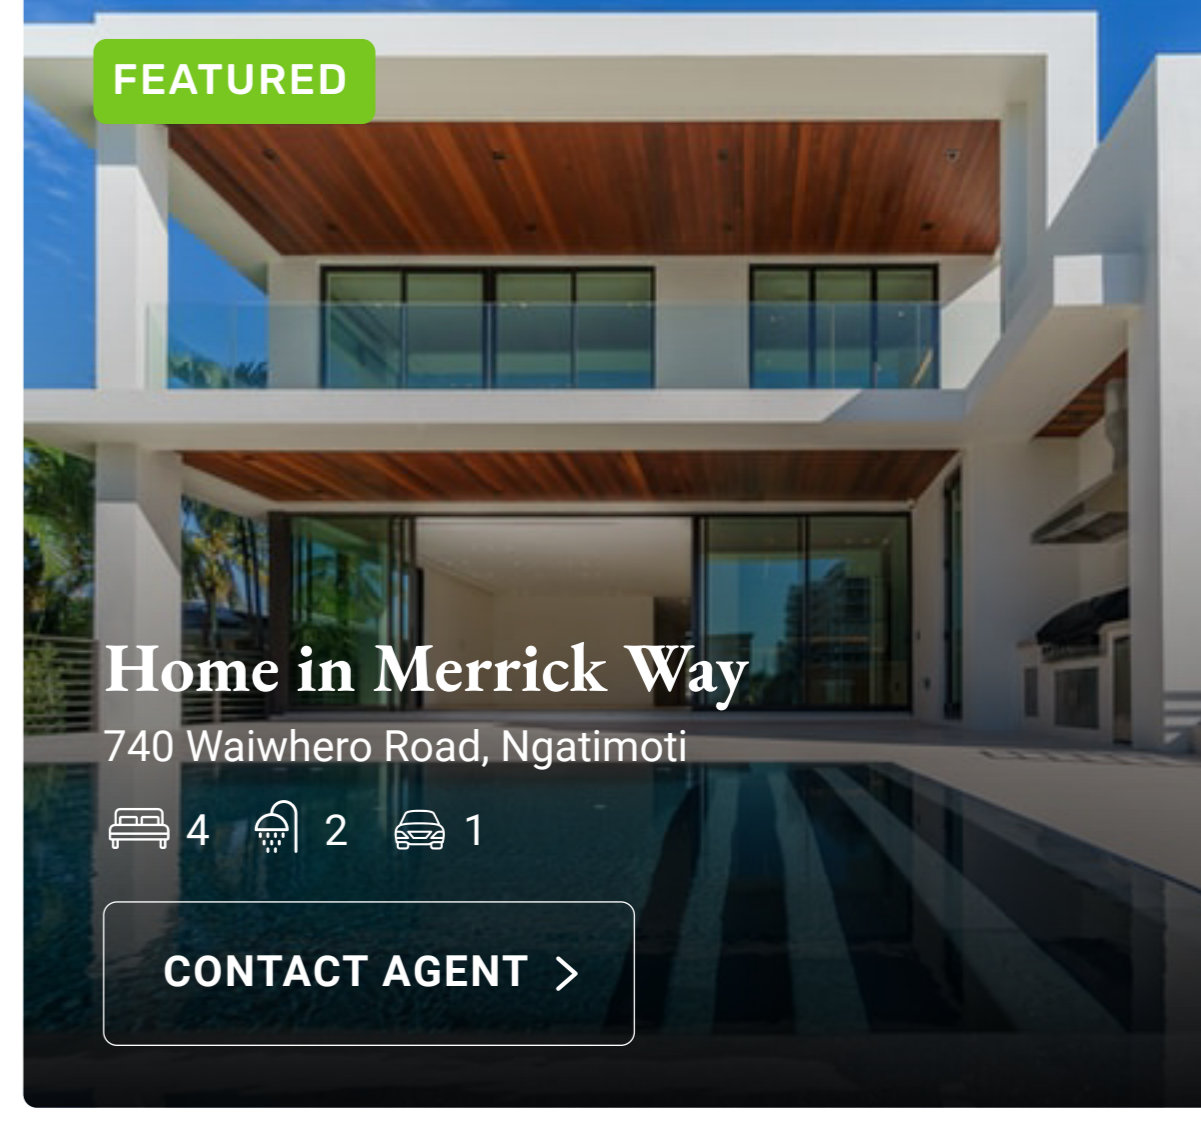 FEATURED
Home in Merrick Way
740 Waiwhero Road, Ngatimoti
4 2 1
CONTACT AGENT >